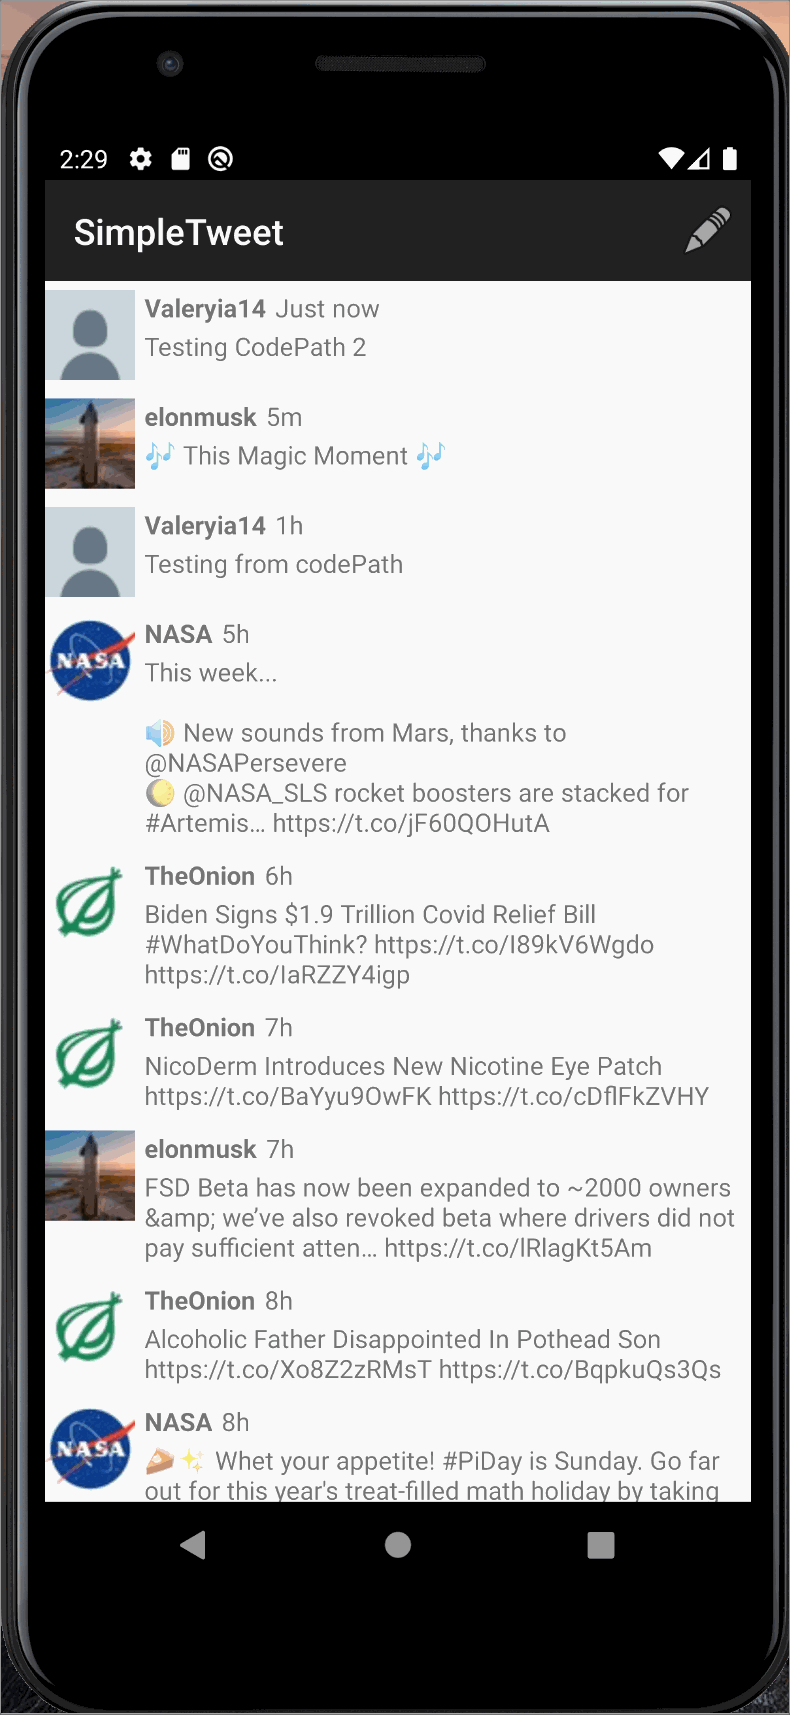 2:29
SimpleTweet
Valeryia14 Just now
Testing CodePath 2
elonmusk 5m
🎶 This Magic Moment 🎶
Valeryia14 1h
Testing from codePath
NASA 5h
NASA
This week...
🔊 New sounds from Mars, thanks to
@NASAPersevere
🌔 @NASA_SLS rocket boosters are stacked for
#Artemis… https://t.co/jF60QOHutA
TheOnion 6h
Biden Signs $1.9 Trillion Covid Relief Bill
#WhatDoYouThink? https://t.co/I89kV6Wgdo
https://t.co/IaRZZY4igp
TheOnion 7h
NicoDerm Introduces New Nicotine Eye Patch
https://t.co/BaYyu9OwFK https://t.co/cDflFkZVHY
elonmusk 7h
FSD Beta has now been expanded to ~2000 owners
&amp; we’ve also revoked beta where drivers did not
pay sufficient atten… https://t.co/lRlagKt5Am
TheOnion 8h
Alcoholic Father Disappointed In Pothead Son
https://t.co/Xo8Z2zRMsT https://t.co/BqpkuQs3Qs
NASA 8h
NASA
🥧✨ Whet your appetite! #PiDay is Sunday. Go far
out for this year's treat-filled math holiday by taking